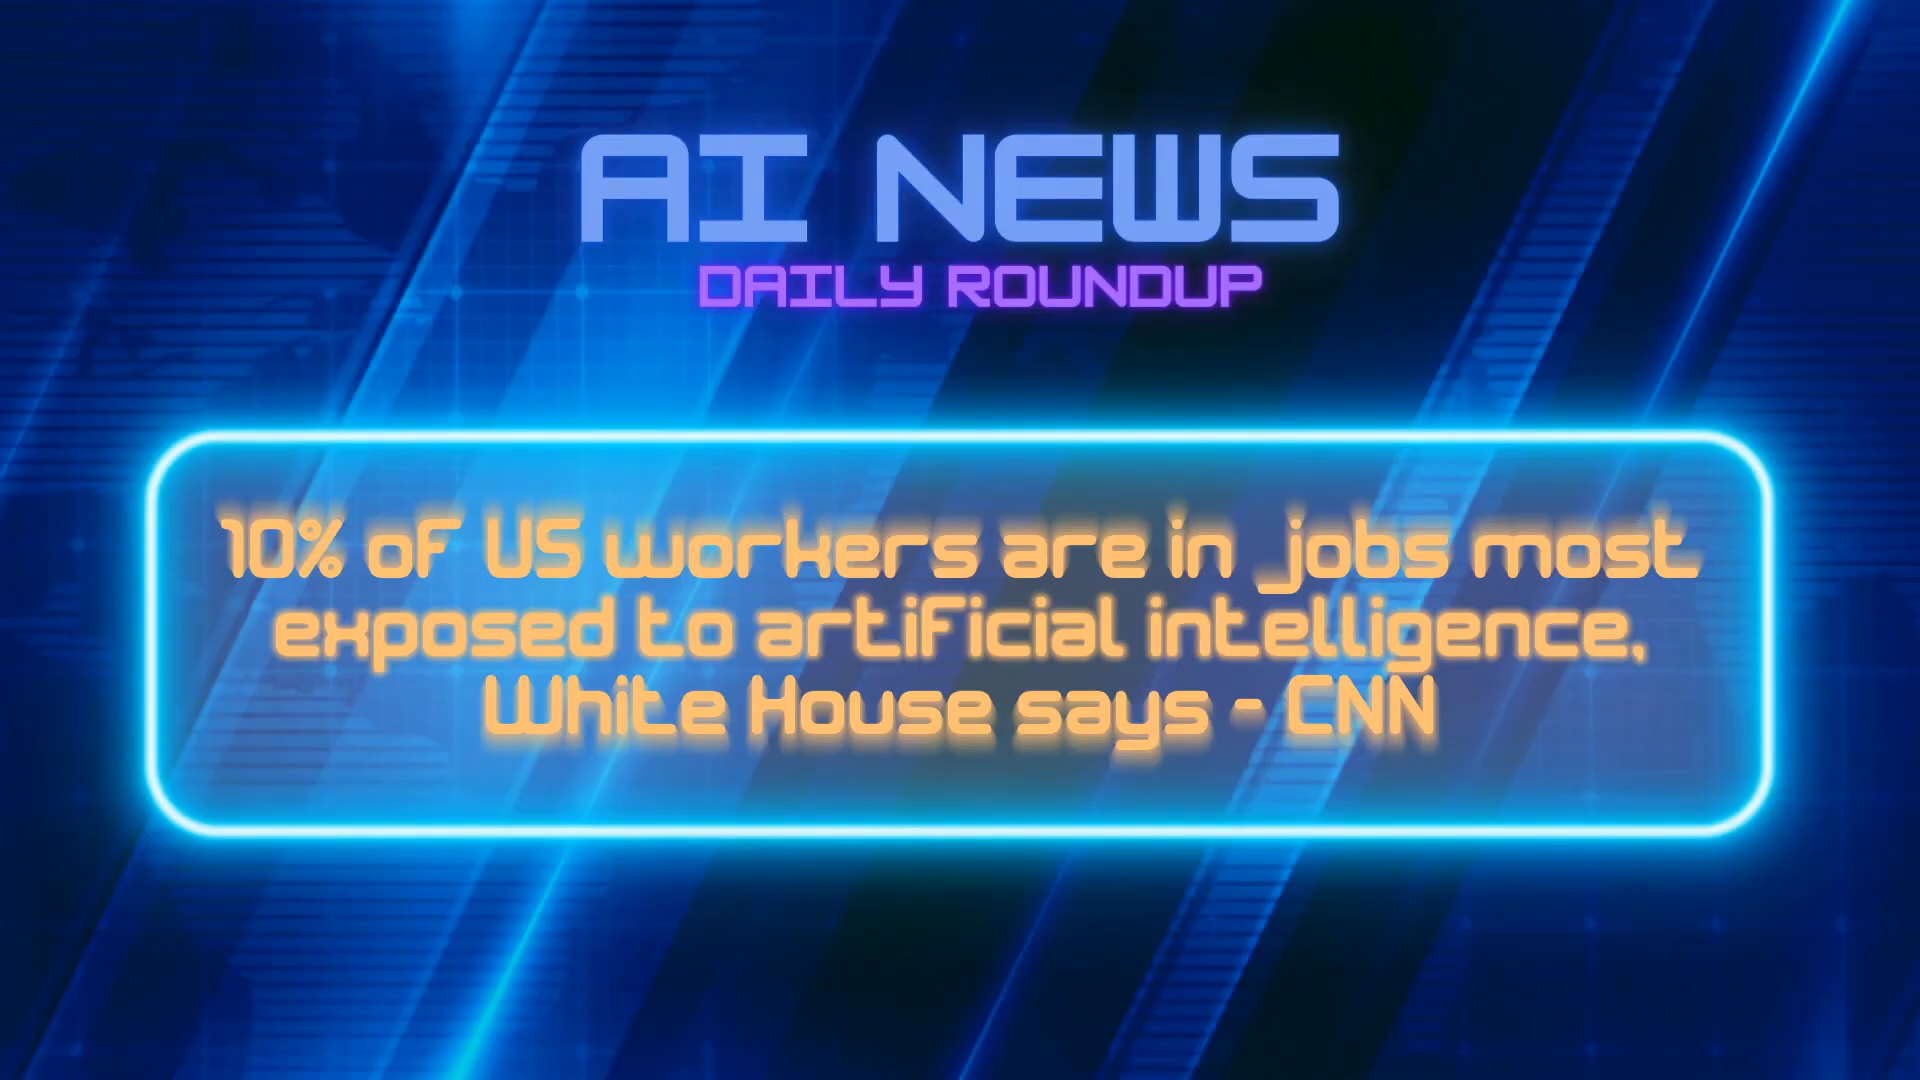 AI NEWS
DAILY ROUNDUP
10% of US workers are in jobs most
exposed to artificial intelligence,
White House says - CNN